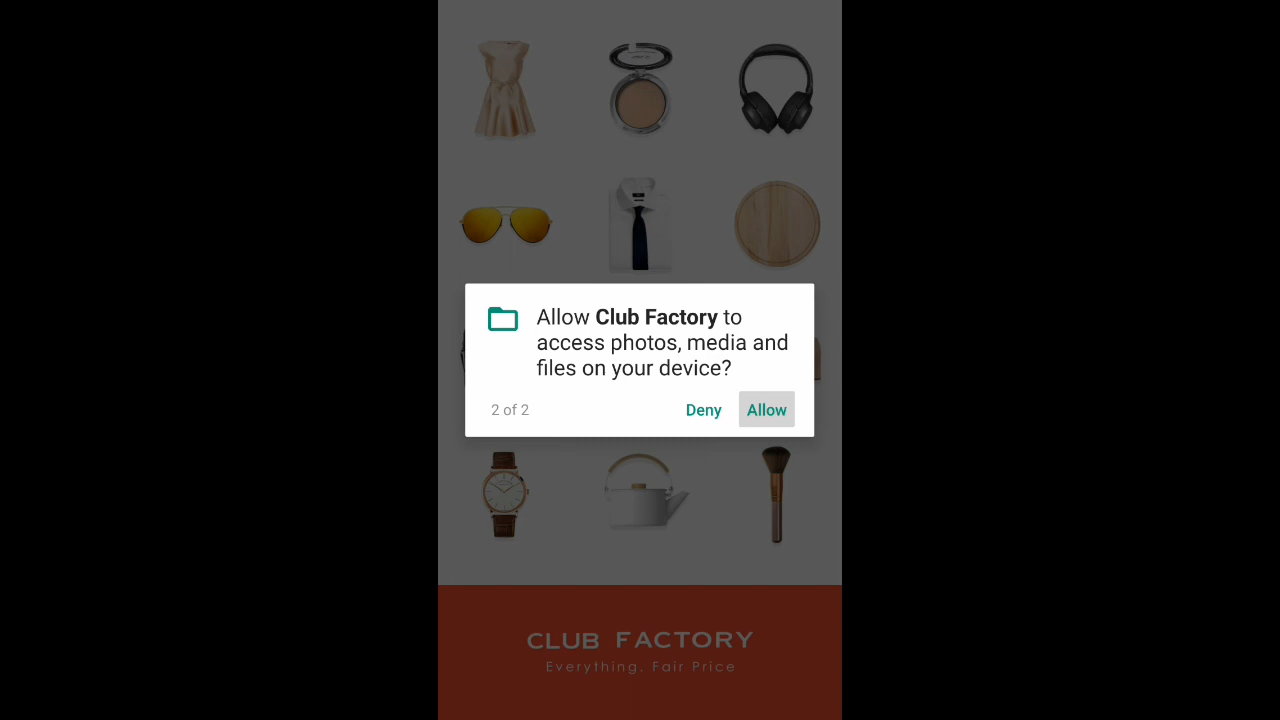 Allow Club Factory to
access photos, media and
files on your device?
2 of 2
Deny
Allow
CLUB FACTORY
Everything, Fair Price